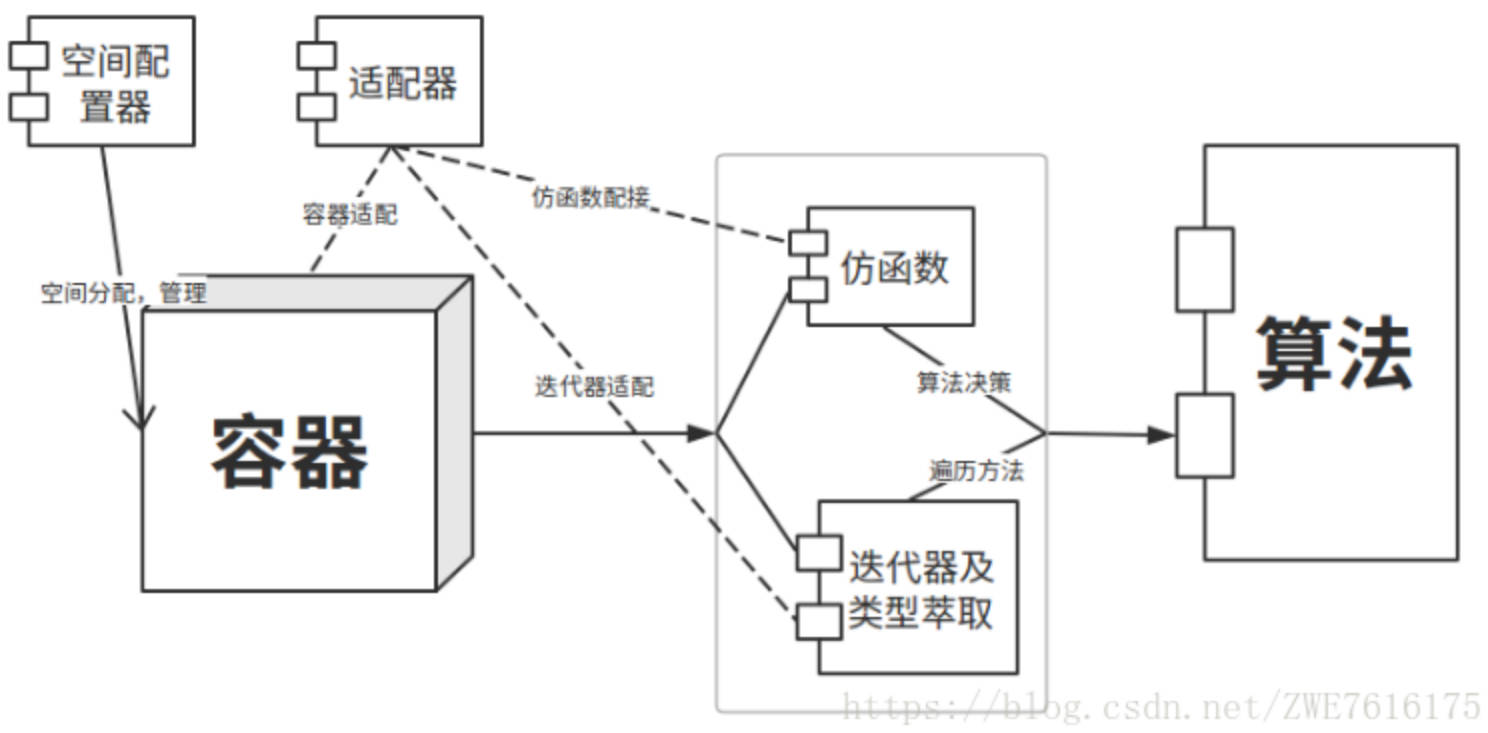 空间配
置器
适配器
仿函数配接
容器适配
仿函数
空间分配，管理
算法
迭代器适配
算法决策
容器
遍历方法
迭代器及
类型萃取
https://blog.csdn.net/ZWE7616175